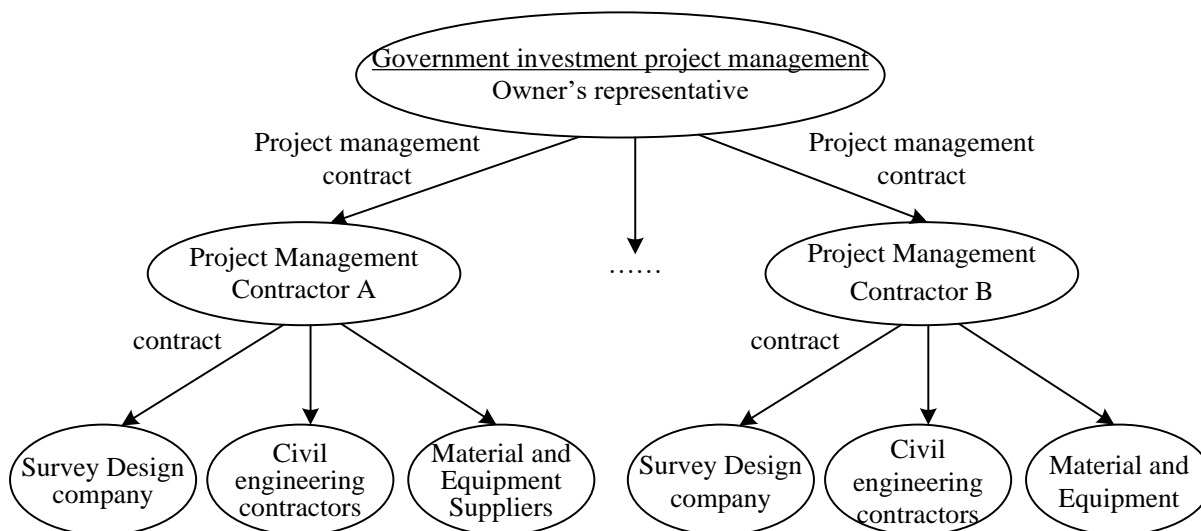 Government investment project management
Owner’s representative
Project management
contract
Project management
contract
Project Management
Contractor A
……
Project Management
Contractor B
contract
contract
Survey Design
company
Civil
engineering
contractors
Material and
Equipment
Suppliers
Survey Design
company
Civil
engineering
contractors
Material and
Equipment